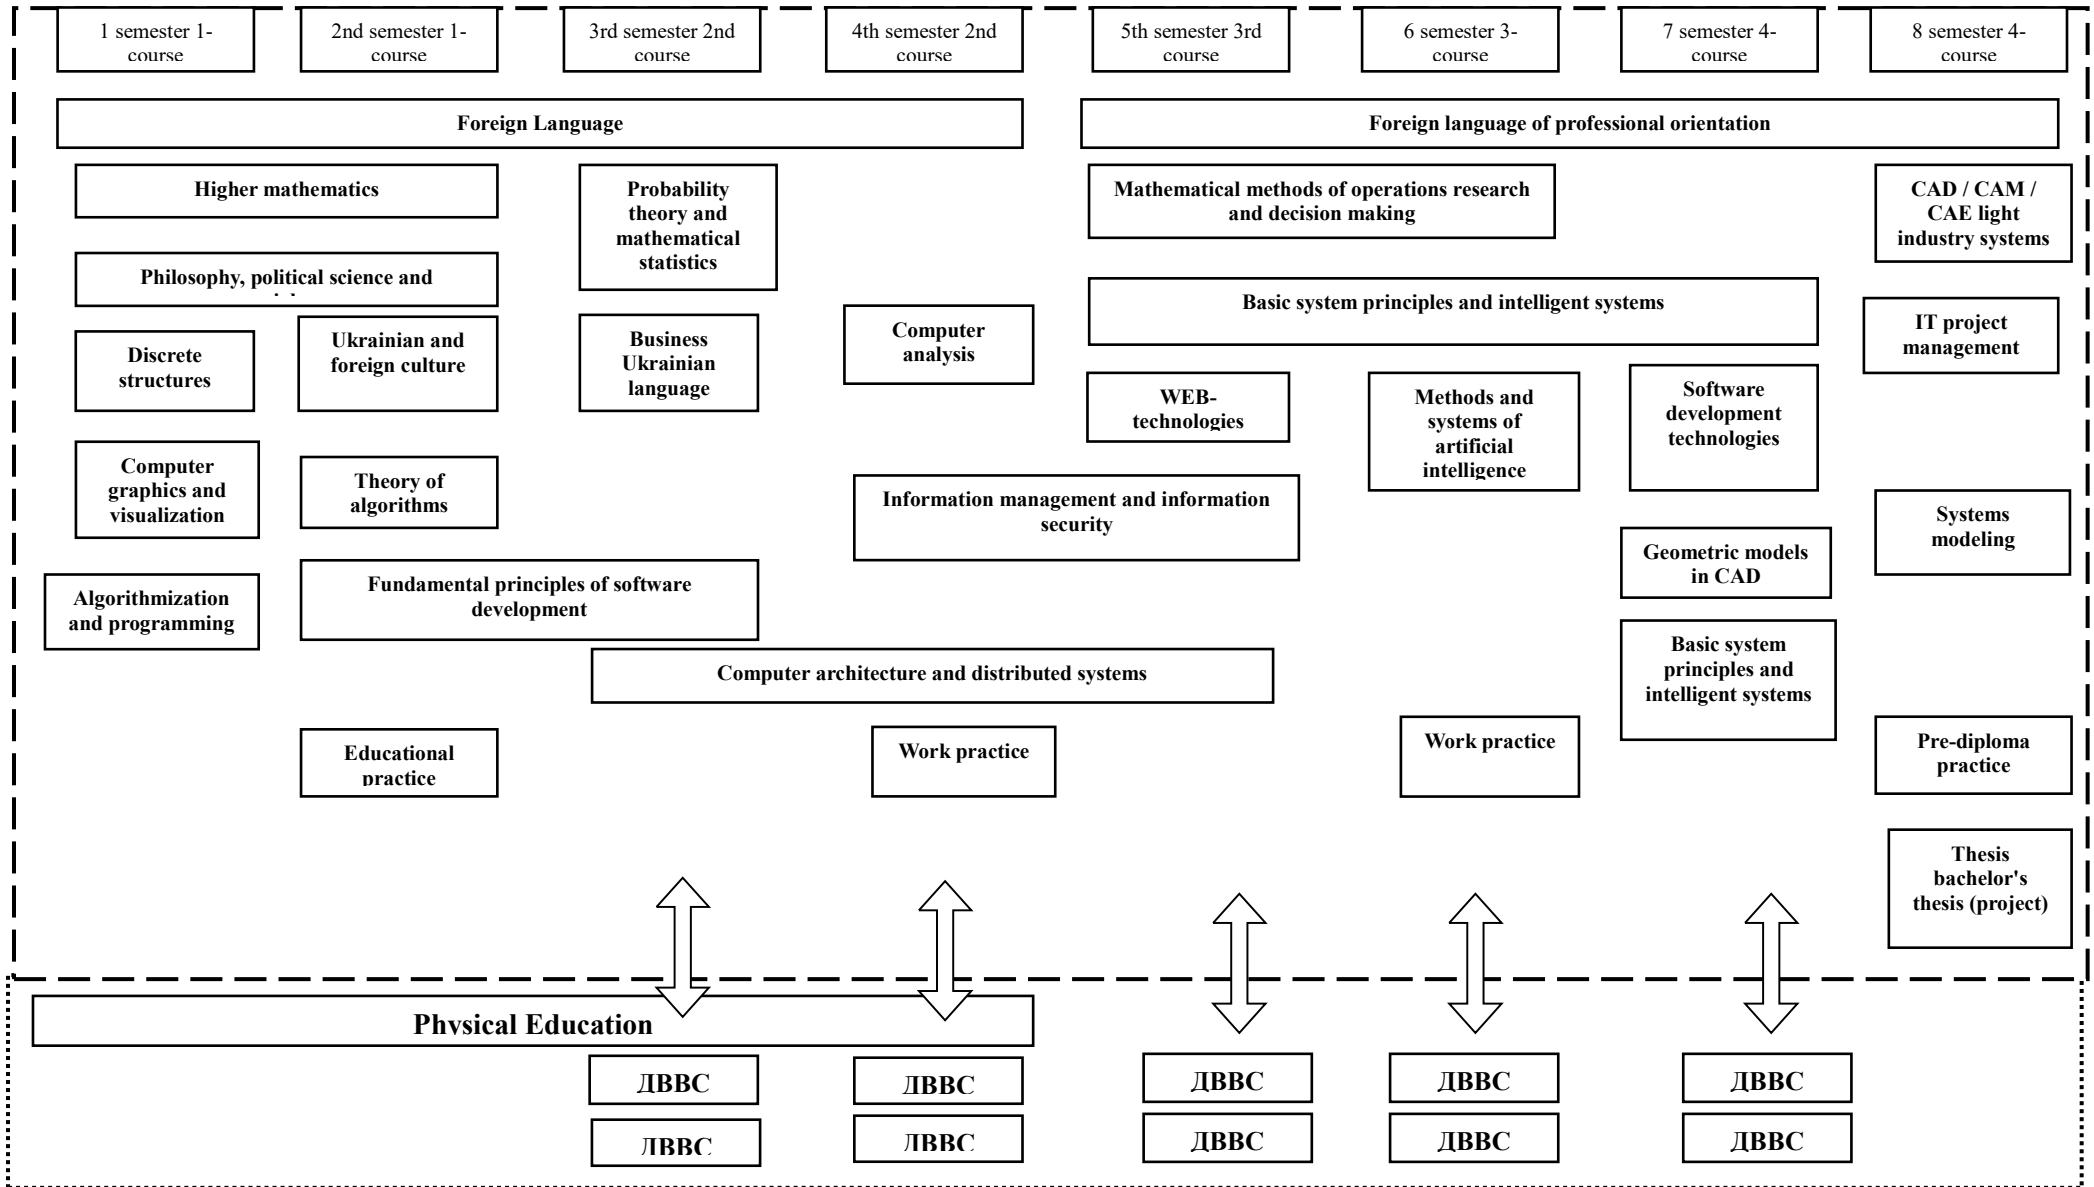 1 semester 1-
course
2nd semester 1-
course
3rd semester 2nd
course
4th semester 2nd
course
5th semester 3rd
course
6 semester 3-
course
7 semester 4-
course
8 semester 4-
course
Foreign Language
Foreign language of professional orientation
Higher mathematics
Probability
theory and
mathematical
statistics
Mathematical methods of operations research
and decision making
CAD / CAM /
CAE light
industry systems
Philosophy, political science and
Basic system principles and intelligent systems
IT project
management
Discrete
structures
Ukrainian and
foreign culture
Business
Ukrainian
language
Computer
analysis
WEB-
technologies
Methods and
systems of
artificial
intelligence
Software
development
technologies
Computer
graphics and
visualization
Theory of
algorithms
Information management and information
security
Systems
modeling
Geometric models
in CAD
Algorithmization
and programming
Fundamental principles of software
development
Basic system
principles and
intelligent systems
Computer architecture and distributed systems
Educational
practice
Work practice
Work practice
Pre-diploma
practice
Thesis
bachelor's
thesis (project)
Physical Education
ДВВС
ДВВС
ДВВС
ДВВС
ДВВС
ДВВС
ДВВС
ДВВС
ДВВС
ДВВС